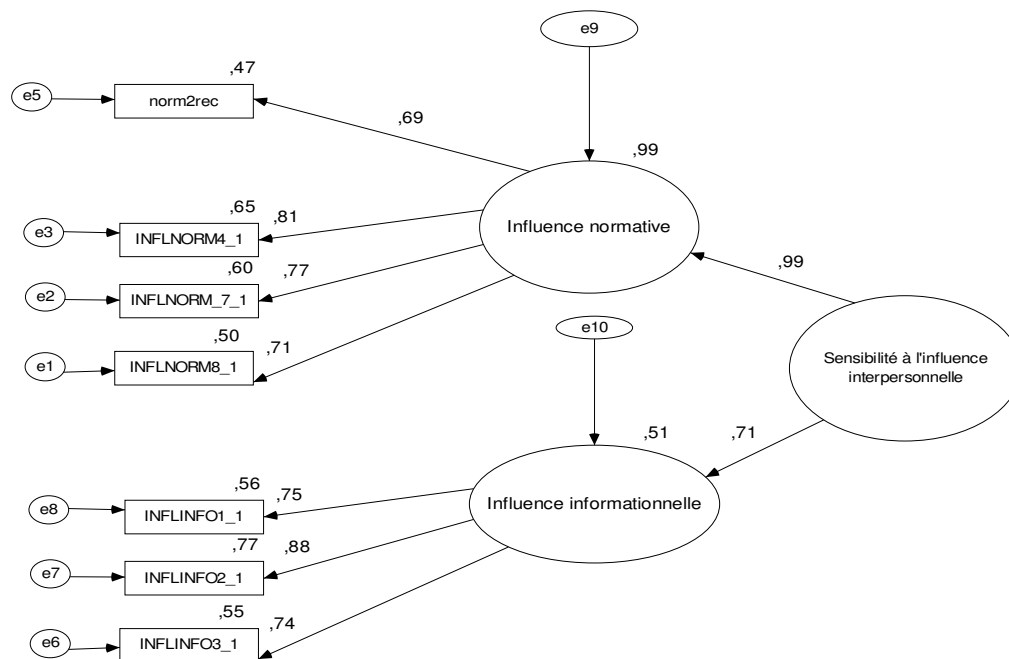 e9
,47
e5
norm2rec
,69
,99
,65
,81
e3
INFLNORM4_1
Influence normative
,60
,77
,99
e2
INFLNORM_7_1
e10
,50
,71
e1
INFLNORM8_1
Sensibilité à l'influence
interpersonnelle
,51
,71
,56
,75
e8
INFLINFO1_1
Influence informationnelle
,77
,88
e7
INFLINFO2_1
,55
,74
e6
INFLINFO3_1